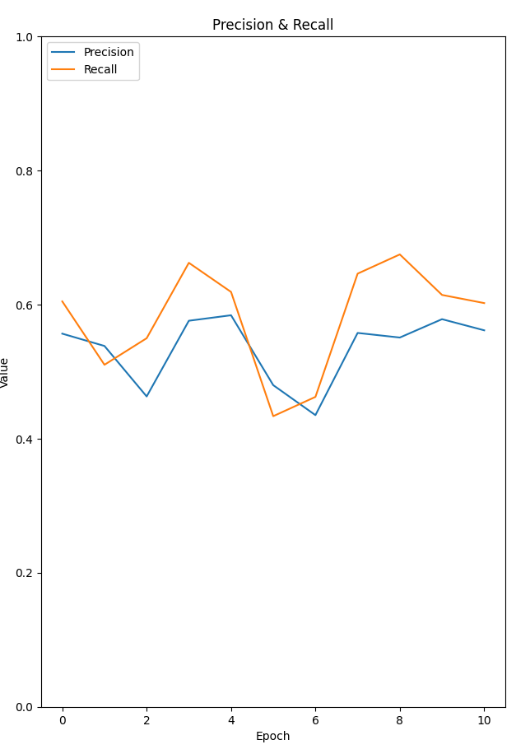 Precision & Recall
Precision
Recall
1.0
0.8
0.6
0.4
0.2
0.0
Value
0 2 4 6 8 10
Epoch